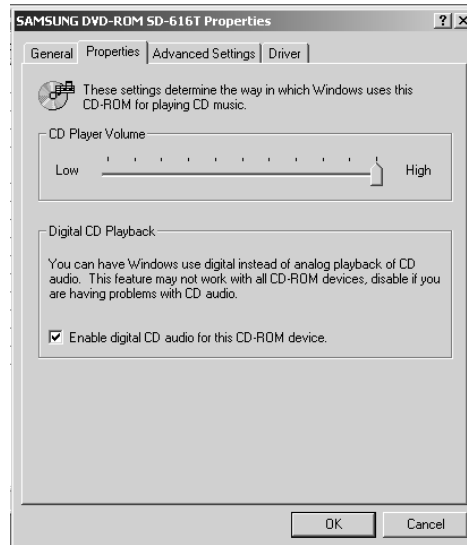 SAMSUNG DVD-ROM SD-616T Properties
General Properties Advanced Settings Driver
These settings determine the way in which Windows uses this
CD-ROM for playing CD music.
CD Player Volume
Low High
Digital CD Playback
You can have Windows use digital instead of analog playback of CD
audio. This feature may not work with all CD-ROM devices, disable if you
are having problems with CD audio.
Enable digital CD audio for this CD-ROM device.
OK Cancel